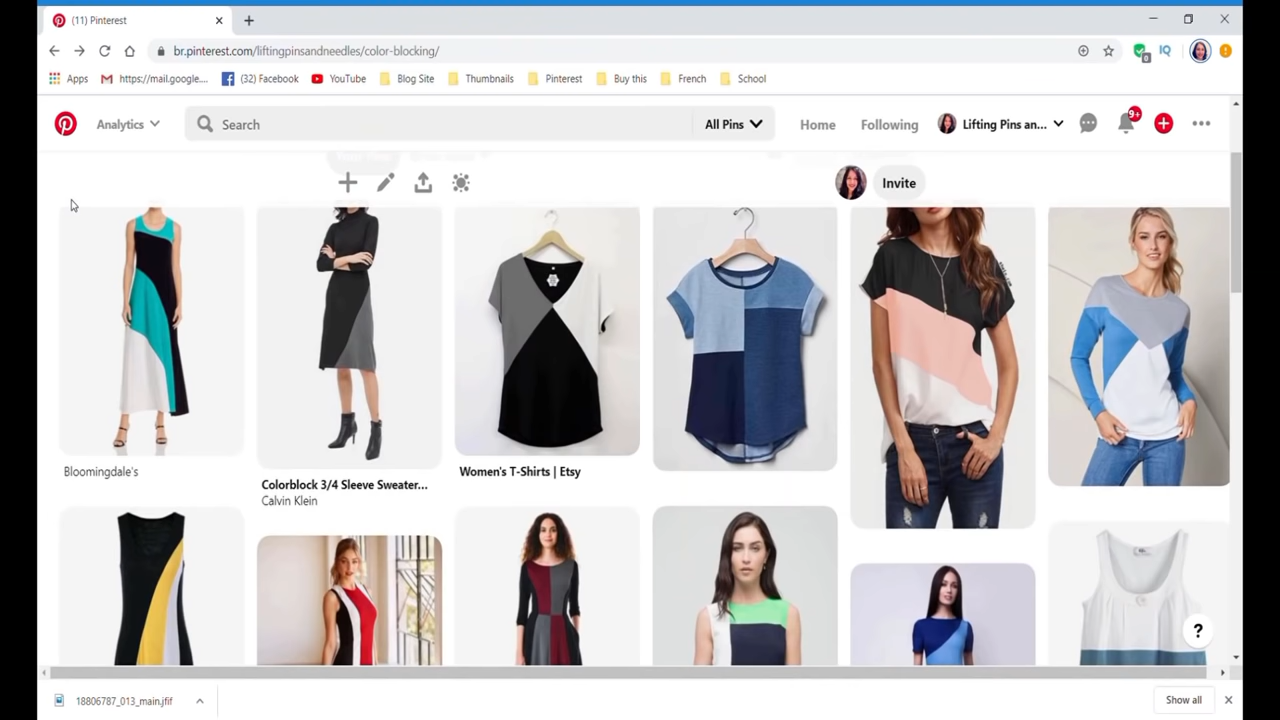 (11) Pinterest
br.pinterest.com/liftingpinsandneedles/color-blocking/
Apps https://mail.google.... (32) Facebook YouTube Blog Site Thumbnails Pinterest Buy this French School
Analytics Search All Pins Home Following Lifting Pins an... 9+
Invite
Bloomingdale's
Colorblock 3/4 Sleeve Sweater...
Calvin Klein
Women's T-Shirts | Etsy
?
18806787_013_main.jfif Show all